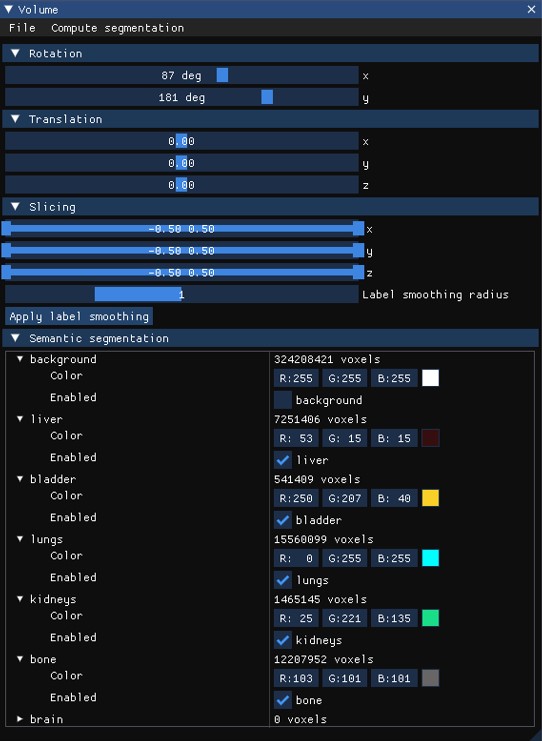 Volume
File Compute segmentation
Rotation
87 deg x
181 deg y
Translation
0.00 x
0.00 y
0.00 z
Slicing
-0.50 0.50 x
-0.50 0.50 y
-0.50 0.50 z
1 Label smoothing radius
Apply label smoothing
Semantic segmentation
background 324208421 voxels
Color R:255 G:255 B:255
Enabled background
liver 7251406 voxels
Color R: 53 G: 15 B: 15
Enabled liver
bladder 541409 voxels
Color R:250 G:207 B: 40
Enabled bladder
lungs 15560099 voxels
Color R: 0 G:255 B:255
Enabled lungs
kidneys 1465145 voxels
Color R: 25 G:221 B:135
Enabled kidneys
bone 12207952 voxels
Color R:103 G:101 B:101
Enabled bone
brain 0 voxels